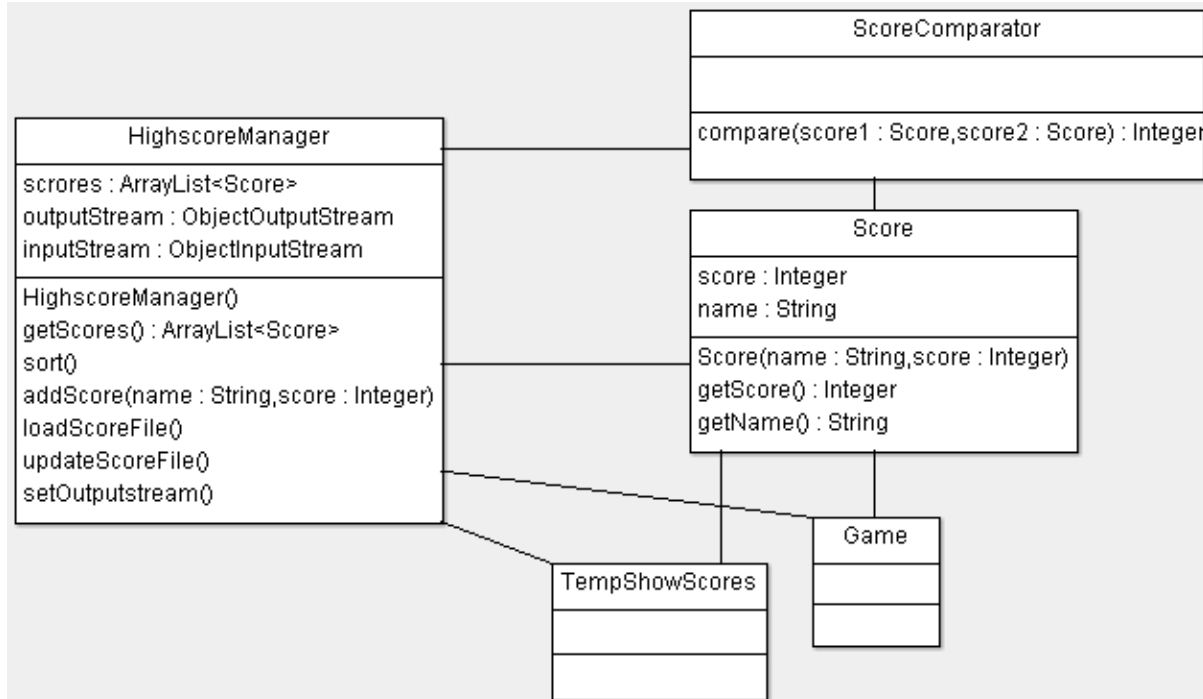 ScoreComparator
compare(score1 : Score,score2 : Score) : Integer
HighscoreManager
scrores : ArrayList<Score>
outputStream : ObjectOutputStream
inputStream : ObjectInputStream
HighscoreManager()
getScores() : ArrayList<Score>
sort()
addScore(name : String,score : Integer)
loadScoreFile()
updateScoreFile()
setOutputstream()
Score
score : Integer
name : String
Score(name : String,score : Integer)
getScore() : Integer
getName() : String
Game
TempShowScores